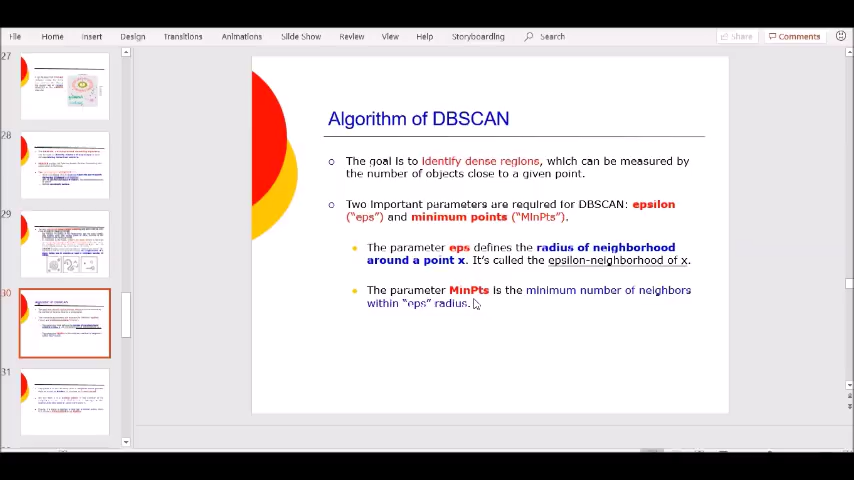 File Home Insert Design Transitions Animations Slide Show Review View Help Storyboarding Search Share Comments
27
28
29
30
31
Algorithm of DBSCAN
The goal is to identify dense regions, which can be measured by
the number of objects close to a given point.
Two Important parameters are required for DBSCAN: epsilon
("eps") and minimum points ("MinPts").
The parameter eps defines the radius of neighborhood
around a point x. It's called the epsilon-neighborhood of x.
The parameter MinPts is the minimum number of neighbors
within "eps" radius.